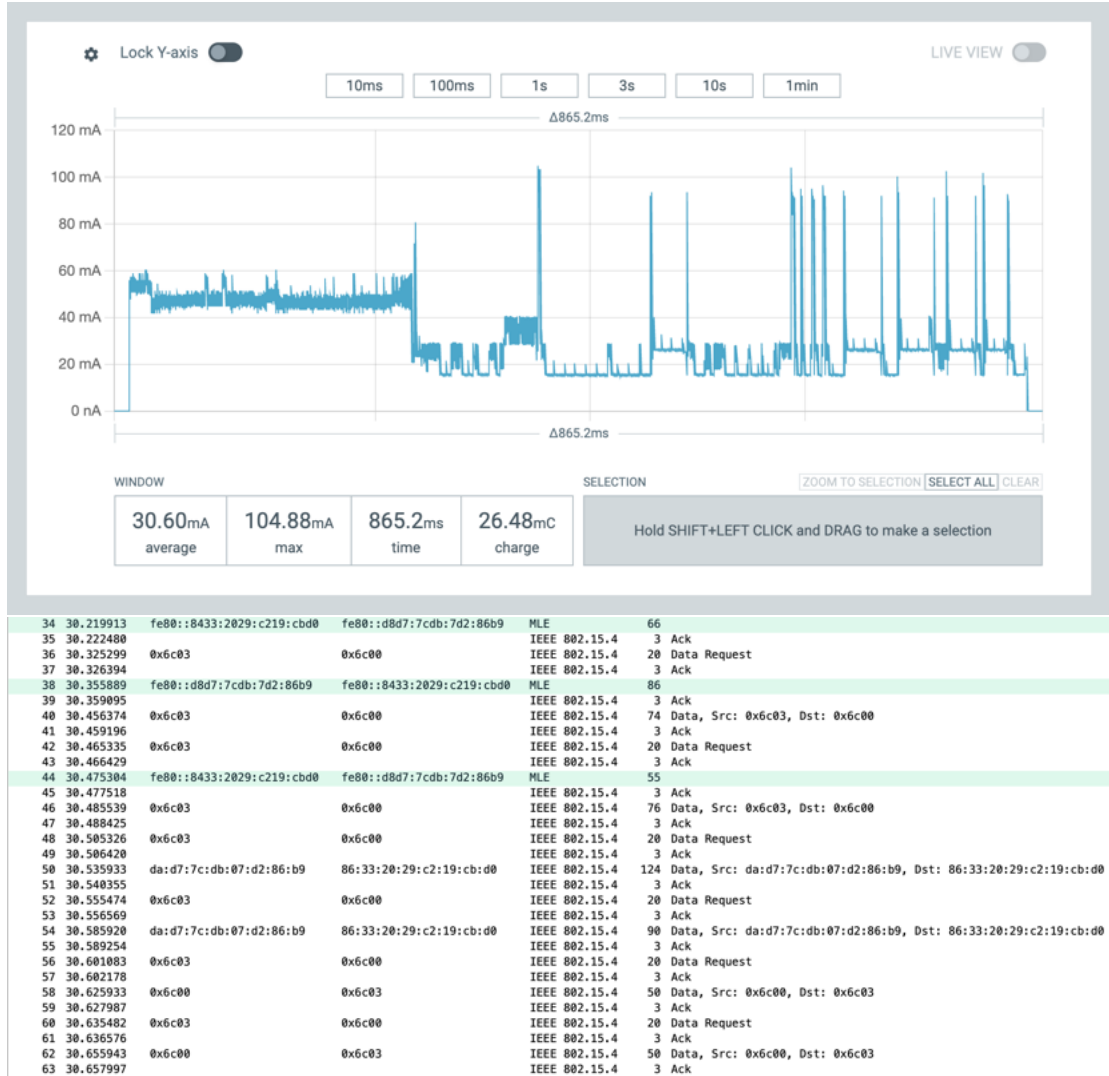 Lock Y-axis LIVE VIEW
10ms 100ms 1s 3s 10s 1min
Δ865.2ms
120 mA
100 mA
80 mA
60 mA
40 mA
20 mA
0 nA
Δ865.2ms
WINDOW SELECTION ZOOM TO SELECTION SELECT ALL CLEAR
30.60mA 104.88mA 865.2ms 26.48mC
average max time charge
Hold SHIFT+LEFT CLICK and DRAG to make a selection
34 30.219913 fe80::8433:2029:c219:cbd0 fe80::d8d7:7cdb:7d2:86b9 MLE 66
35 30.222480 IEEE 802.15.4 3 Ack
36 30.325299 0x6c03 0x6c00 IEEE 802.15.4 20 Data Request
37 30.326394 IEEE 802.15.4 3 Ack
38 30.355889 fe80::d8d7:7cdb:7d2:86b9 fe80::8433:2029:c219:cbd0 MLE 86
39 30.359095 IEEE 802.15.4 3 Ack
40 30.456374 0x6c03 0x6c00 IEEE 802.15.4 74 Data, Src: 0x6c03, Dst: 0x6c00
41 30.459196 IEEE 802.15.4 3 Ack
42 30.465335 0x6c03 0x6c00 IEEE 802.15.4 20 Data Request
43 30.466429 IEEE 802.15.4 3 Ack
44 30.475304 fe80::8433:2029:c219:cbd0 fe80::d8d7:7cdb:7d2:86b9 MLE 55
45 30.477518 IEEE 802.15.4 3 Ack
46 30.485539 0x6c03 0x6c00 IEEE 802.15.4 76 Data, Src: 0x6c03, Dst: 0x6c00
47 30.488425 IEEE 802.15.4 3 Ack
48 30.505326 0x6c03 0x6c00 IEEE 802.15.4 20 Data Request
49 30.506420 IEEE 802.15.4 3 Ack
50 30.535933 da:d7:7c:db:07:d2:86:b9 86:33:20:29:c2:19:cb:d0 IEEE 802.15.4 124 Data, Src: da:d7:7c:db:07:d2:86:b9, Dst: 86:33:20:29:c2:19:cb:d0
51 30.540355 IEEE 802.15.4 3 Ack
52 30.555474 0x6c03 0x6c00 IEEE 802.15.4 20 Data Request
53 30.556569 IEEE 802.15.4 3 Ack
54 30.585920 da:d7:7c:db:07:d2:86:b9 86:33:20:29:c2:19:cb:d0 IEEE 802.15.4 90 Data, Src: da:d7:7c:db:07:d2:86:b9, Dst: 86:33:20:29:c2:19:cb:d0
55 30.589254 IEEE 802.15.4 3 Ack
56 30.601083 0x6c03 0x6c00 IEEE 802.15.4 20 Data Request
57 30.602178 IEEE 802.15.4 3 Ack
58 30.625933 0x6c00 0x6c03 IEEE 802.15.4 50 Data, Src: 0x6c00, Dst: 0x6c03
59 30.627987 IEEE 802.15.4 3 Ack
60 30.635482 0x6c03 0x6c00 IEEE 802.15.4 20 Data Request
61 30.636576 IEEE 802.15.4 3 Ack
62 30.655943 0x6c00 0x6c03 IEEE 802.15.4 50 Data, Src: 0x6c00, Dst: 0x6c03
63 30.657997 IEEE 802.15.4 3 Ack